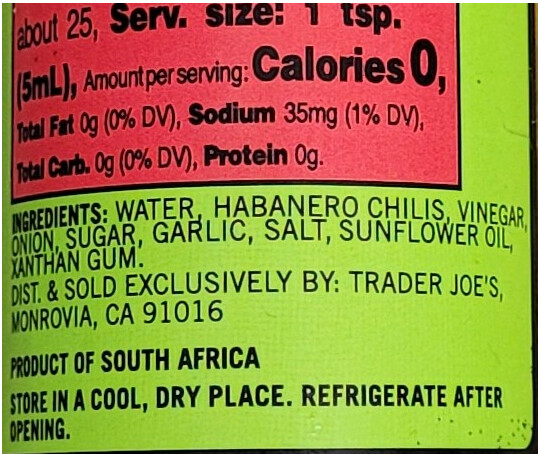 about 25, Serv. size: 1 tsp.
(5mL), Amount per serving: Calories 0,
Total Fat 0g (0% DV), Sodium 35mg (1% DV),
Total Carb. 0g (0% DV), Protein 0g.
INGREDIENTS: WATER, HABANERO CHILIS, VINEGAR,
ONION, SUGAR, GARLIC, SALT, SUNFLOWER OIL,
XANTHAN GUM.
DIST. & SOLD EXCLUSIVELY BY: TRADER JOE'S,
MONROVIA, CA 91016
PRODUCT OF SOUTH AFRICA
STORE IN A COOL, DRY PLACE. REFRIGERATE AFTER
OPENING.